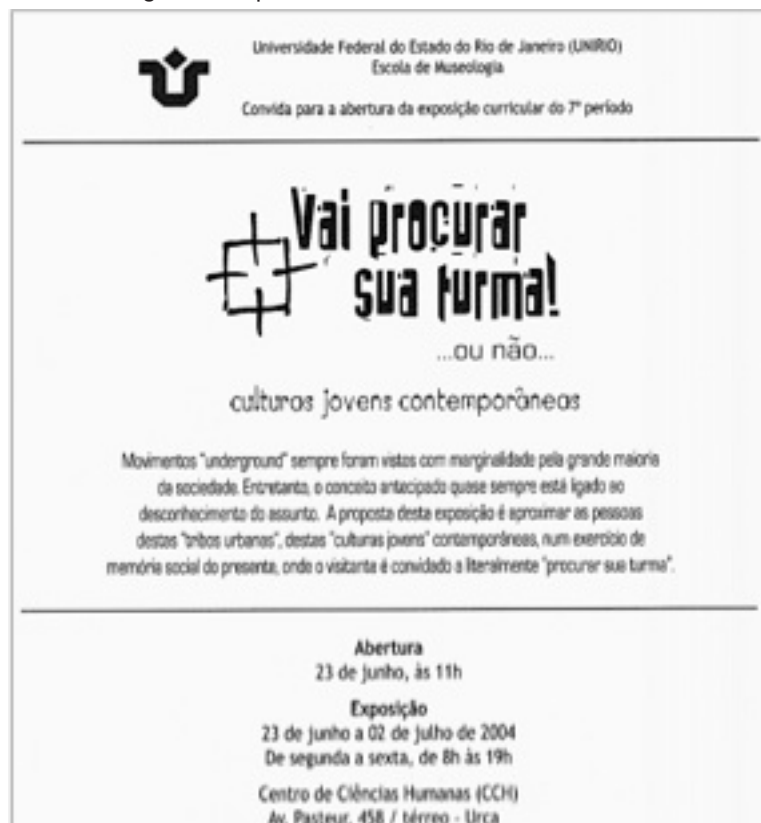 Universidade Federal do Estado do Rio de Janeiro (UNIRIO)
Escola de Museologia
Convida para a abertura da exposição curricular do 7º período
Vai procurar
sua turma!
...ou não...
culturas jovens contemporâneas
Movimentos "underground" sempre foram vistos com marginalidade pela grande maioria
da sociedade. Entretanto, o conceito antecipado quase sempre está ligado ao
desconhecimento do assunto. A proposta desta exposição é aproximar as pessoas
destas "tribos urbanas", destas "culturas jovens" contemporâneas, num exercício de
memória social do presente, onde o visitante é convidado a literalmente "procurar sua turma".
Abertura
23 de junho, às 11h
Exposição
23 de junho a 02 de julho de 2004
De segunda a sexta, de 8h às 19h
Centro de Ciências Humanas (CCH)
Av. Pasteur, 458 / térreo - Urca